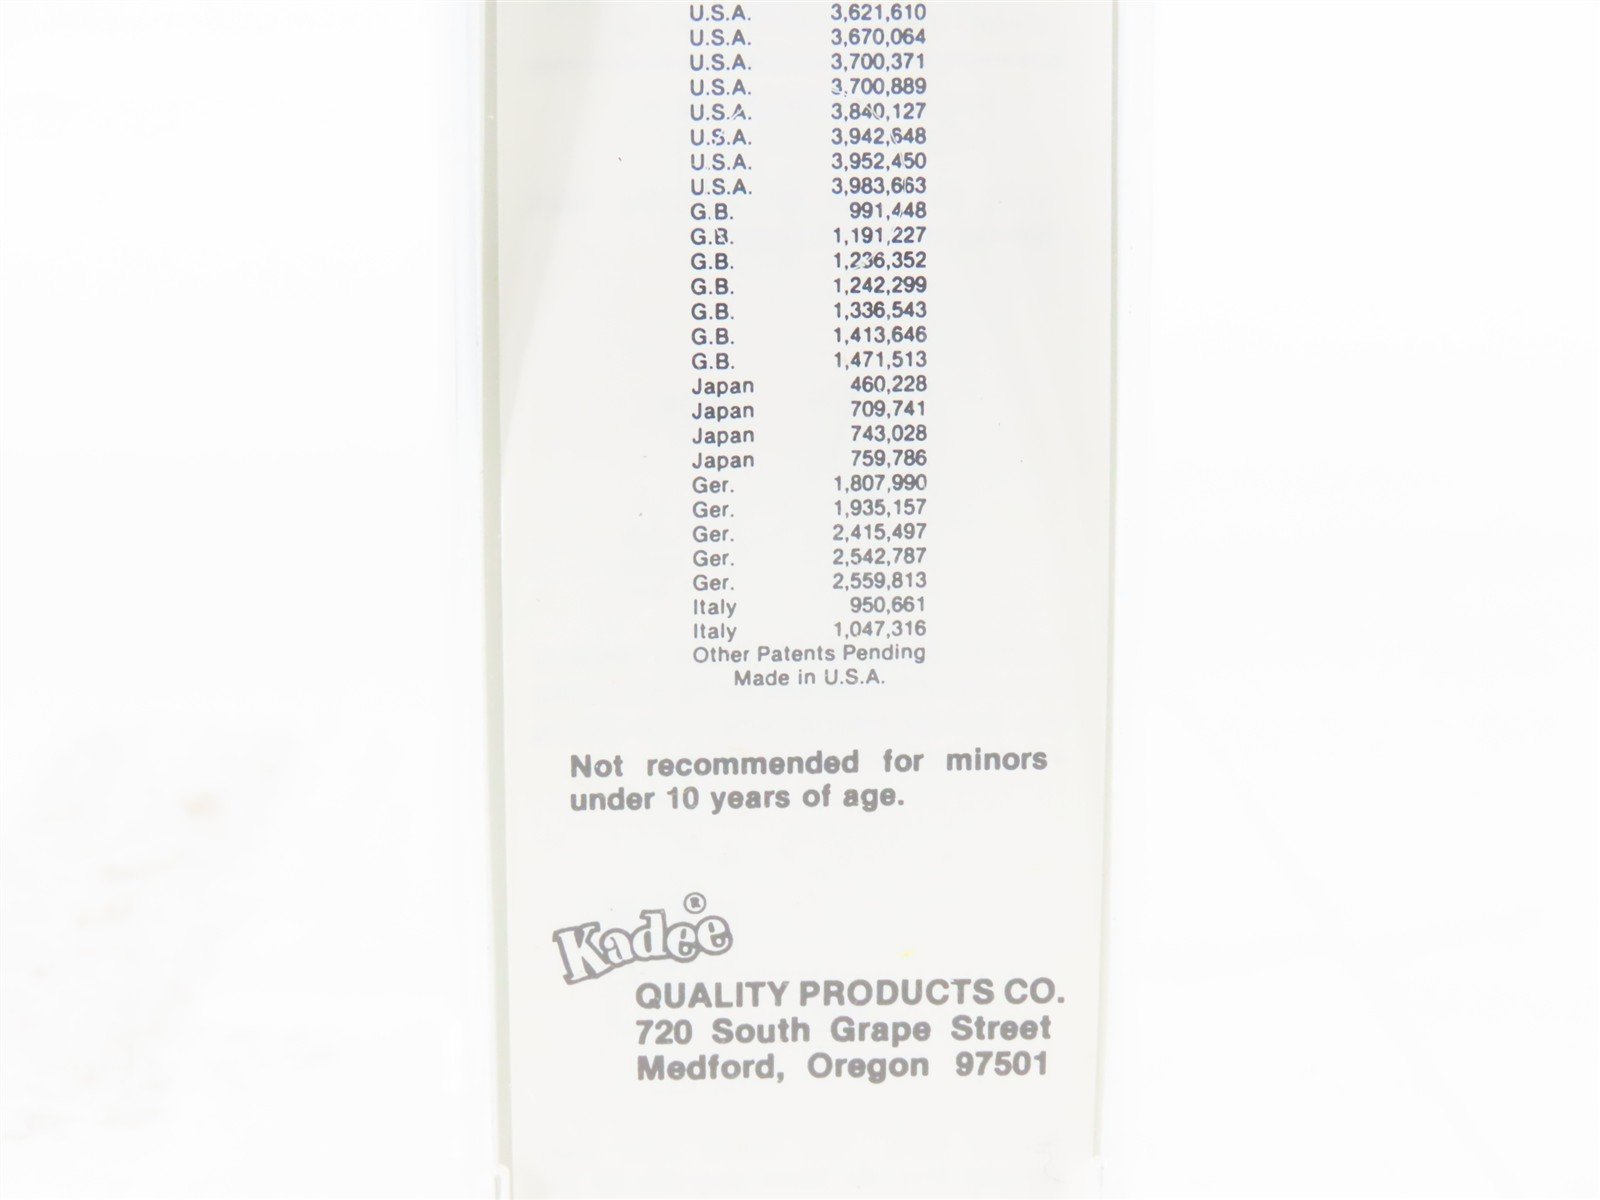 U.S.A. 3,621,610
U.S.A. 3,670,064
U.S.A. 3,700,371
U.S.A. 3,700,889
U.S.A. 3,840,127
U.S.A. 3,942,648
U.S.A. 3,952,450
U.S.A. 3,983,663
G.B. 991,448
G.B. 1,191,227
G.B. 1,236,352
G.B. 1,242,299
G.B. 1,336,543
G.B. 1,413,646
G.B. 1,471,513
Japan 460,228
Japan 709,741
Japan 743,028
Japan 759,786
Ger. 1,807,990
Ger. 1,935,157
Ger. 2,415,497
Ger. 2,542,787
Ger. 2,559,813
Italy 950,661
Italy 1,047,316
Other Patents Pending
Made in U.S.A.
Not recommended for minors
under 10 years of age.
Kadee®
QUALITY PRODUCTS CO.
720 South Grape Street
Medford, Oregon 97501